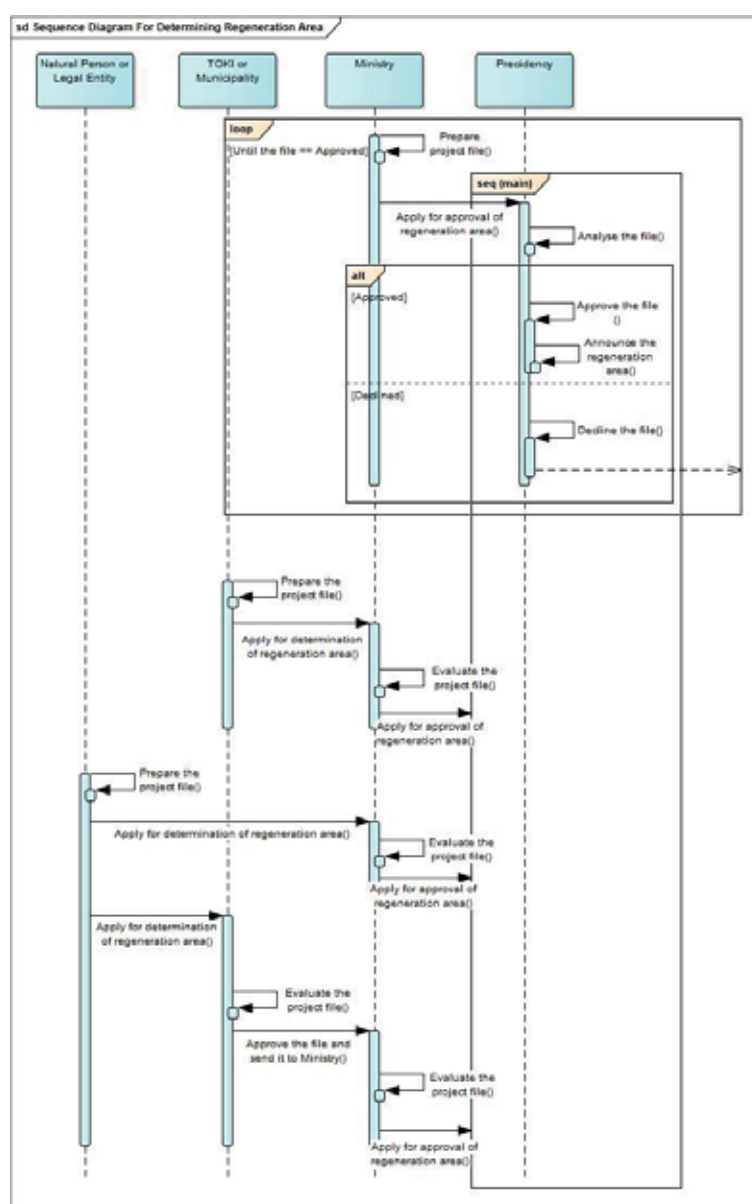 sd Sequence Diagram For Determining Regeneration Area
Natural Person or
Legal Entity
TOKI or
Municipality
Ministry
Precidency
loop
[Until the file == Approved]
Prepare
project file()
seq (main)
Apply for approval of
regeneration area()
Analyse the file()
alt
[Approved]
Approve the file
()
Announce the
regeneration
area()
[Declined]
Decline the file()
Prepare the
project file()
Apply for determination
of regeneration area()
Evaluate the
project file()
Apply for approval of
regeneration area()
Prepare the
project file()
Apply for determination of regeneration area()
Evaluate the
project file()
Apply for approval of
regeneration area()
Apply for determination
of regeneration area()
Evaluate the
project file()
Approve the file and
send it to Ministry()
Evaluate the
project file()
Apply for approval of
regeneration area()